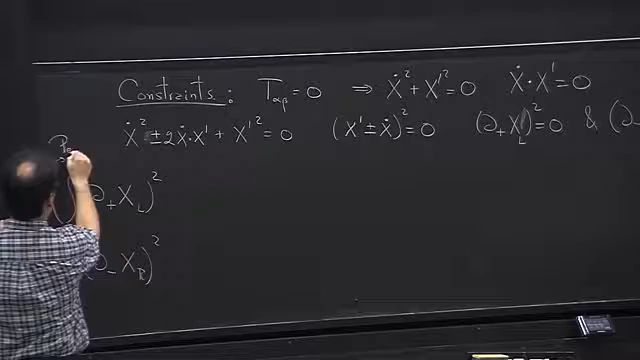 Constraints : T_αβ = 0 ⇒ Ẋ² + X'² = 0 Ẋ · X' = 0
Ẋ² ± 2Ẋ · X' + X'² = 0 (X' ± Ẋ)² = 0 (∂₊X_L)² = 0 & (∂₋
∂₊ X_L)²
∂₋ X_R)²